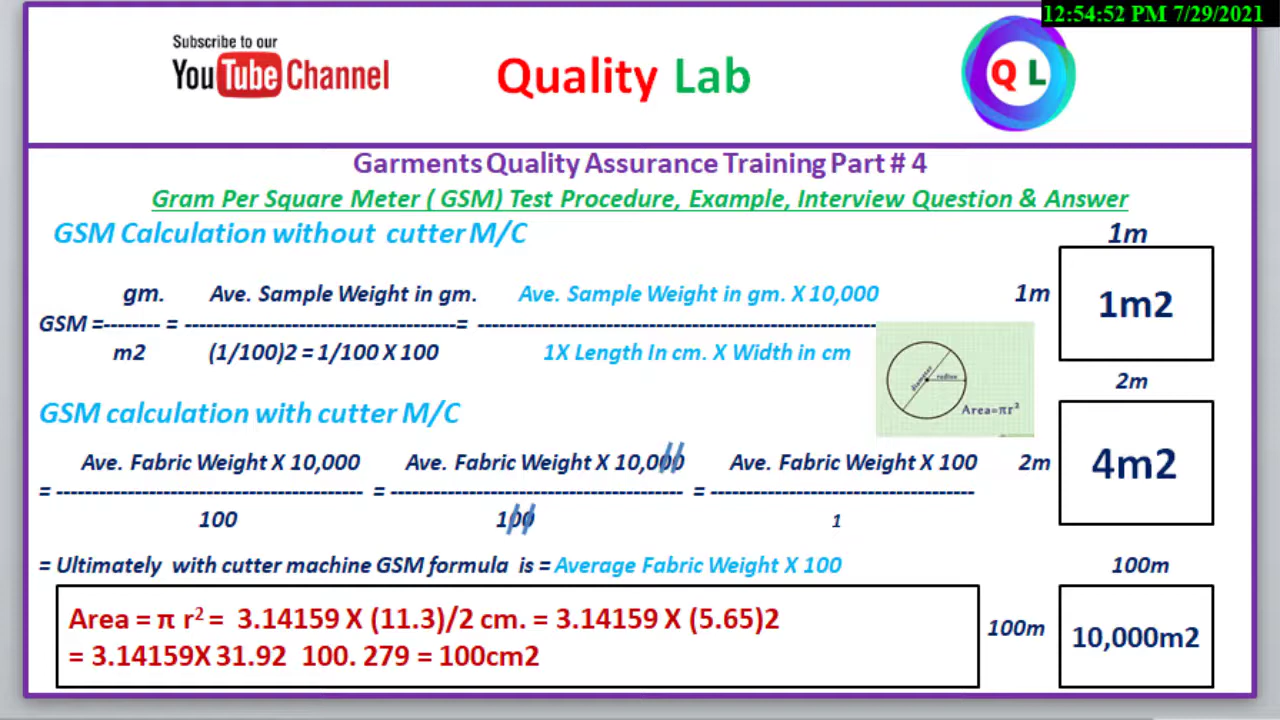 12:54:52 PM 7/29/2021
Subscribe to our
YouTube Channel
Quality Lab
Q L
Garments Quality Assurance Training Part # 4
Gram Per Square Meter ( GSM) Test Procedure, Example, Interview Question & Answer
GSM Calculation without cutter M/C
1m
gm. Ave. Sample Weight in gm. Ave. Sample Weight in gm. X 10,000
1m
1m2
GSM =-------- = --------------------------------------= --------------------------------------------------------
m2 (1/100)2 = 1/100 X 100 1X Length In cm. X Width in cm
diameter
radius
Area=πr²
2m
GSM calculation with cutter M/C
Ave. Fabric Weight X 10,000 Ave. Fabric Weight X 10,000 Ave. Fabric Weight X 100
2m
4m2
= ------------------------------------------- = ----------------------------------------- = -------------------------------------
100 100 1
= Ultimately with cutter machine GSM formula is = Average Fabric Weight X 100
100m
Area = π r2 = 3.14159 X (11.3)/2 cm. = 3.14159 X (5.65)2
= 3.14159X 31.92 100. 279 = 100cm2
100m
10,000m2